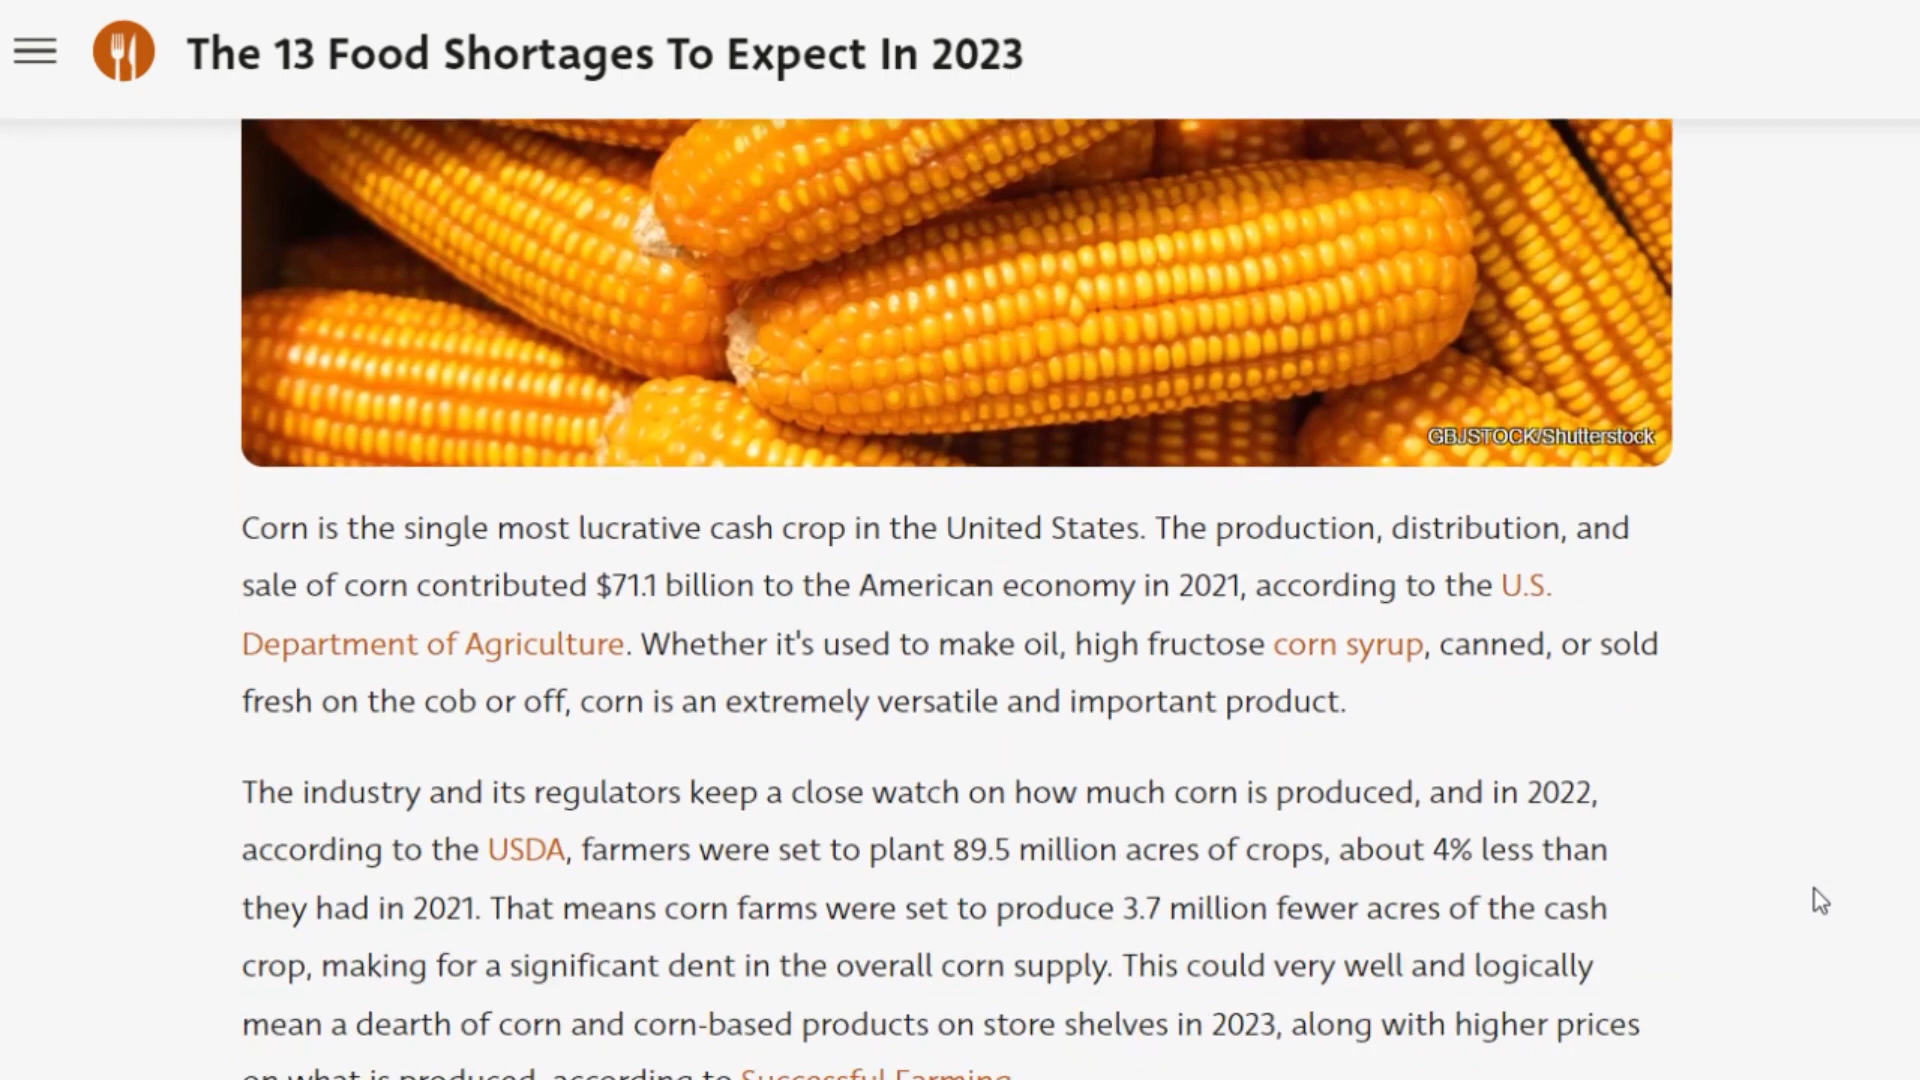 The 13 Food Shortages To Expect In 2023
GBJSTOCK/Shutterstock
Corn is the single most lucrative cash crop in the United States. The production, distribution, and
sale of corn contributed $71.1 billion to the American economy in 2021, according to the U.S.
Department of Agriculture. Whether it's used to make oil, high fructose corn syrup, canned, or sold
fresh on the cob or off, corn is an extremely versatile and important product.
The industry and its regulators keep a close watch on how much corn is produced, and in 2022,
according to the USDA, farmers were set to plant 89.5 million acres of crops, about 4% less than
they had in 2021. That means corn farms were set to produce 3.7 million fewer acres of the cash
crop, making for a significant dent in the overall corn supply. This could very well and logically
mean a dearth of corn and corn-based products on store shelves in 2023, along with higher prices
on what is produced, according to Successful Farming.